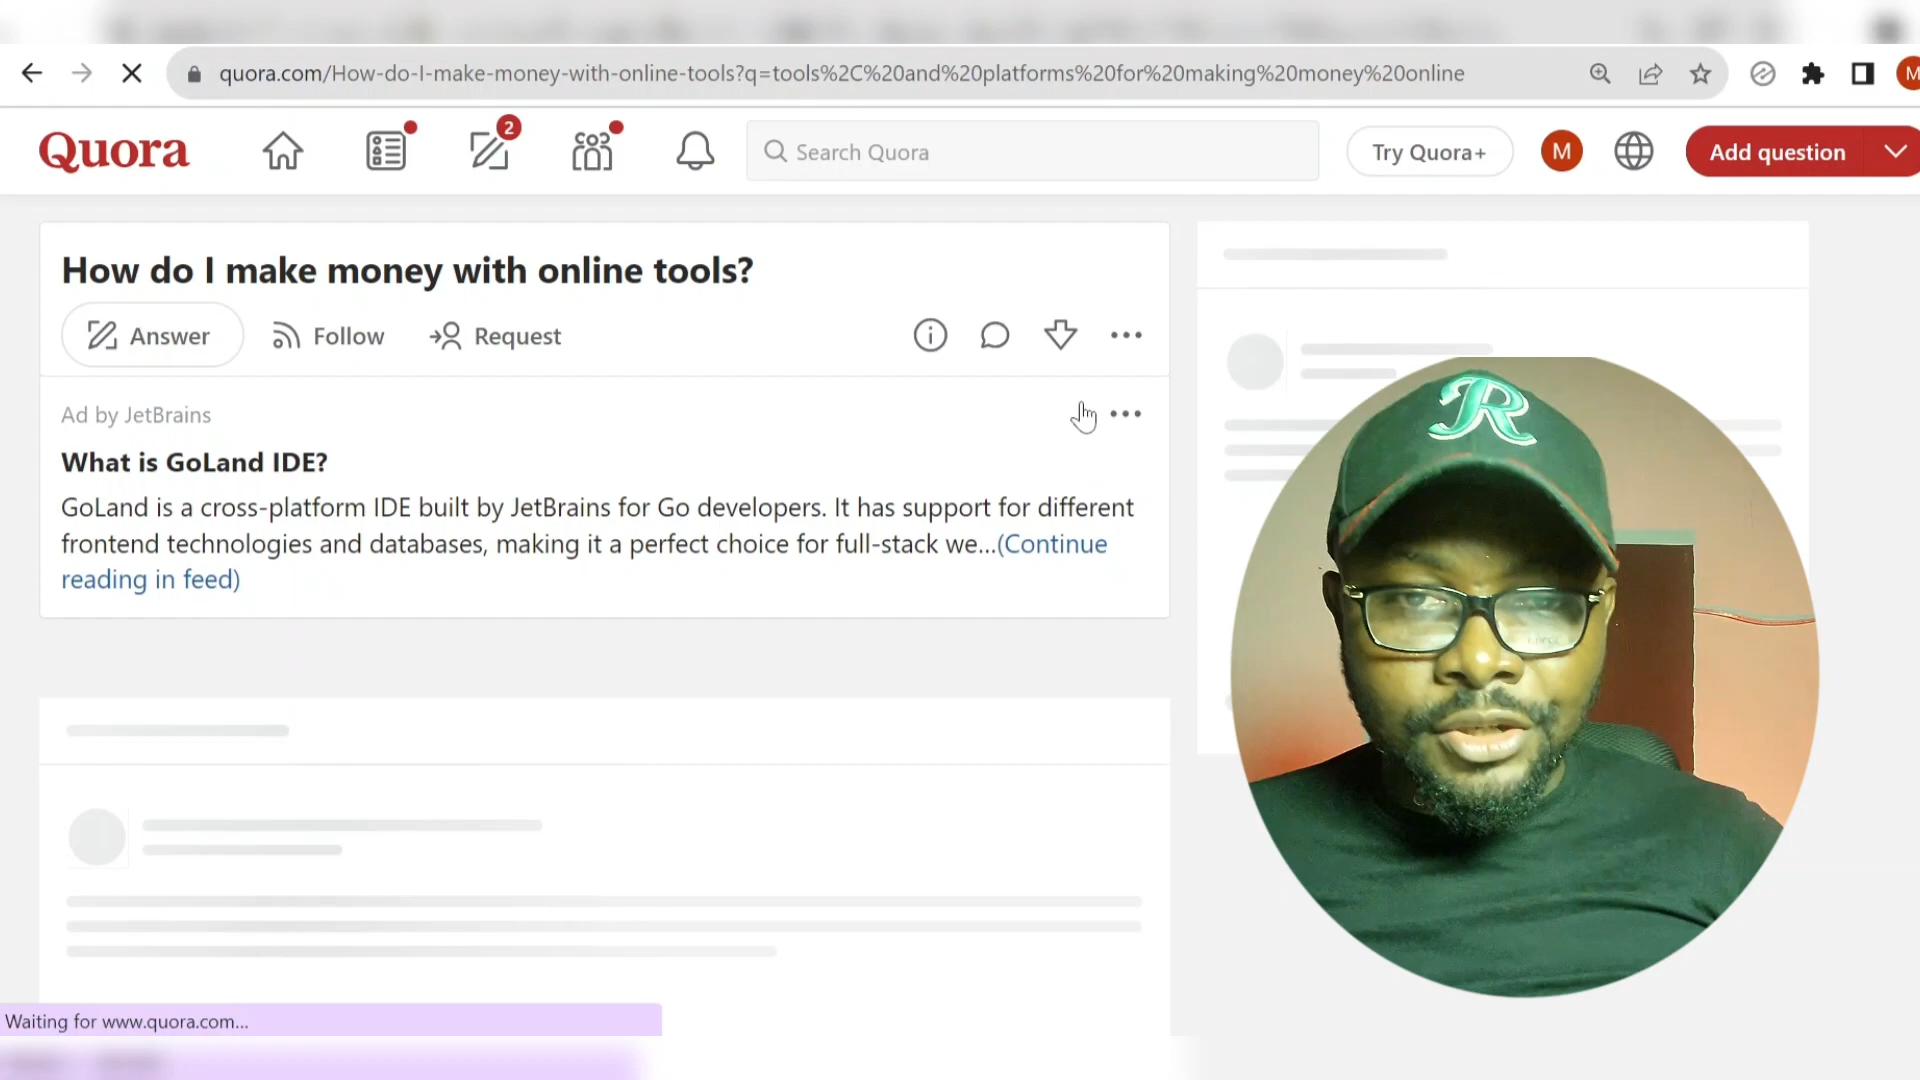 quora.com/How-do-I-make-money-with-online-tools?q=tools%2C%20and%20platforms%20for%20making%20money%20online
M
Quora
2
Search Quora
Try Quora+
M
Add question
How do I make money with online tools?
Answer
Follow
Request
Ad by JetBrains
What is GoLand IDE?
GoLand is a cross-platform IDE built by JetBrains for Go developers. It has support for different
frontend technologies and databases, making it a perfect choice for full-stack we...(Continue
reading in feed)
R
Waiting for www.quora.com...